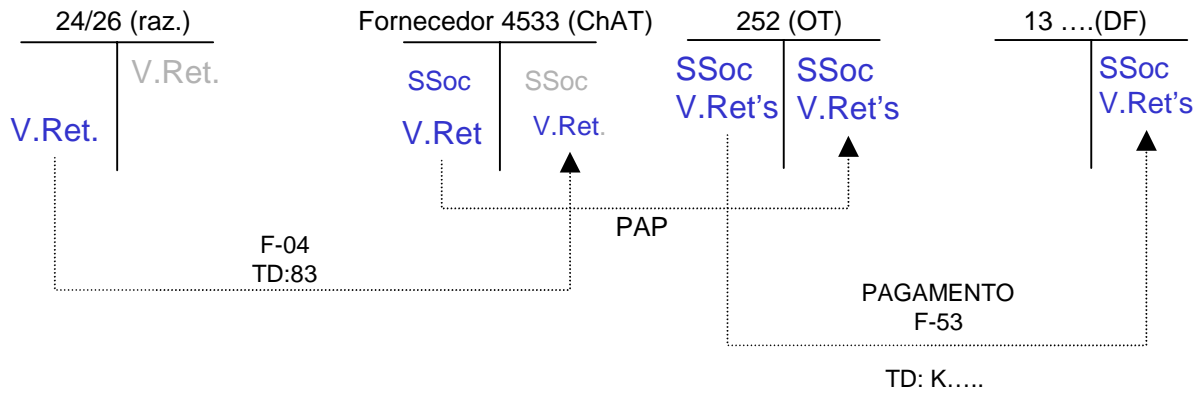 24/26 (raz.)
V.Ret.
V.Ret.
Fornecedor 4533 (ChAT)
SSoc
SSoc
V.Ret
V.Ret.
252 (OT)
SSoc
V.Ret's
SSoc
V.Ret's
13 ….(DF)
SSoc
V.Ret's
PAP
F-04
TD:83
PAGAMENTO
F-53
TD: K…..